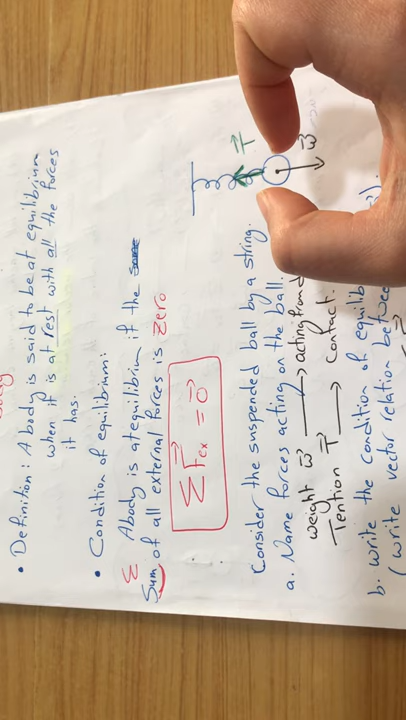 • Definition: A body is said to be at equilibrium
when it is at rest with all the forces
it has.
• Condition of equilibrium:
Σ A body is at equilibrium if the
Sum of all external forces is zero
ΣF⃗ex = 0⃗
T⃗
w⃗
Consider the suspended ball by a string.
a. Name forces acting on the ball.
weight w⃗ → acting from d
Tention T⃗ → contact.
b. write the condition of equilib
(write vector relation betwee